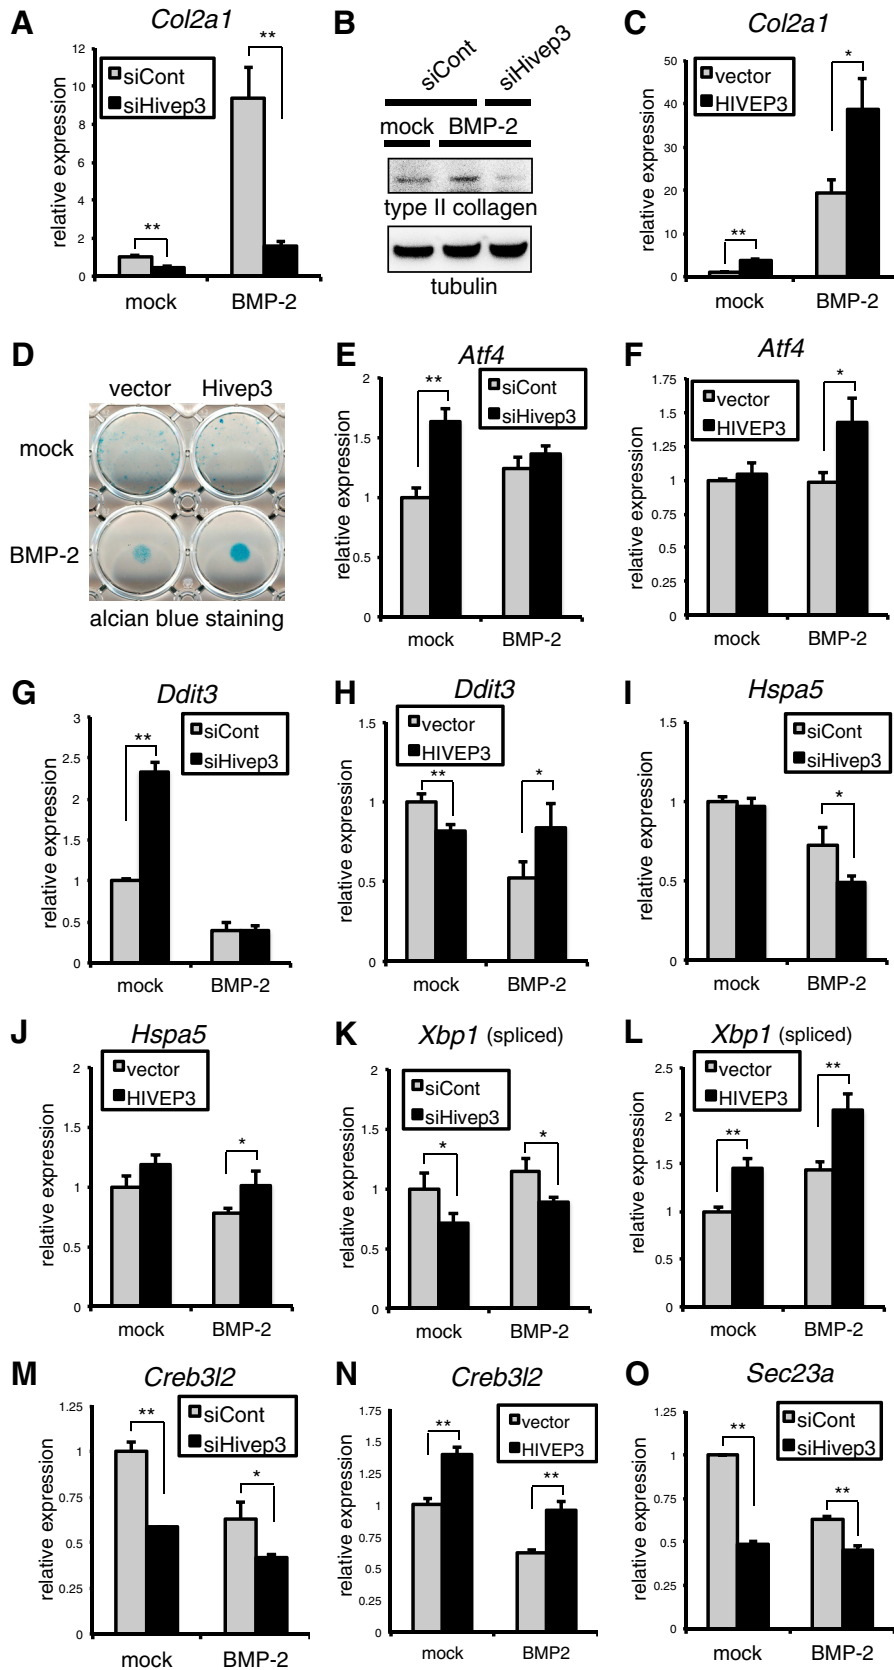 A
Col2a1
relative expression
12
10
8
6
4
2
0
siCont
siHivep3
**
**
mock
BMP-2
B
siCont
siHivep3
mock
BMP-2
type II collagen
tubulin
C
Col2a1
relative expression
50
40
30
20
10
0
vector
HIVEP3
**
*
mock
BMP-2
D
vector
Hivep3
mock
BMP-2
alcian blue staining
E
Atf4
relative expression
2
1.5
1
0.5
0
siCont
siHivep3
**
mock
BMP-2
F
Atf4
relative expression
1.75
1.5
1.25
1
0.75
0.5
0.25
0
vector
HIVEP3
*
mock
BMP-2
G
Ddit3
relative expression
3
2.5
2
1.5
1
0.5
0
siCont
siHivep3
**
mock
BMP-2
H
Ddit3
relative expression
1.5
1
0.5
0
vector
HIVEP3
**
*
mock
BMP-2
I
Hspa5
relative expression
1.5
1
0.5
0
siCont
siHivep3
*
mock
BMP-2
J
Hspa5
relative expression
2
1.5
1
0.5
0
vector
HIVEP3
*
mock
BMP-2
K
Xbp1 (spliced)
relative expression
2
1.5
1
0.5
0
siCont
siHivep3
*
*
mock
BMP-2
L
Xbp1 (spliced)
relative expression
2.5
2
1.5
1
0.5
0
vector
HIVEP3
**
**
mock
BMP-2
M
Creb3l2
relative expression
1.25
1
0.75
0.5
0.25
0
siCont
siHivep3
**
*
mock
BMP-2
N
Creb3l2
relative expression
1.75
1.5
1.25
1
0.75
0.5
0.25
0
vector
HIVEP3
**
**
mock
BMP2
O
Sec23a
relative expression
1.25
1
0.75
0.5
0.25
0
siCont
siHivep3
**
**
mock
BMP-2